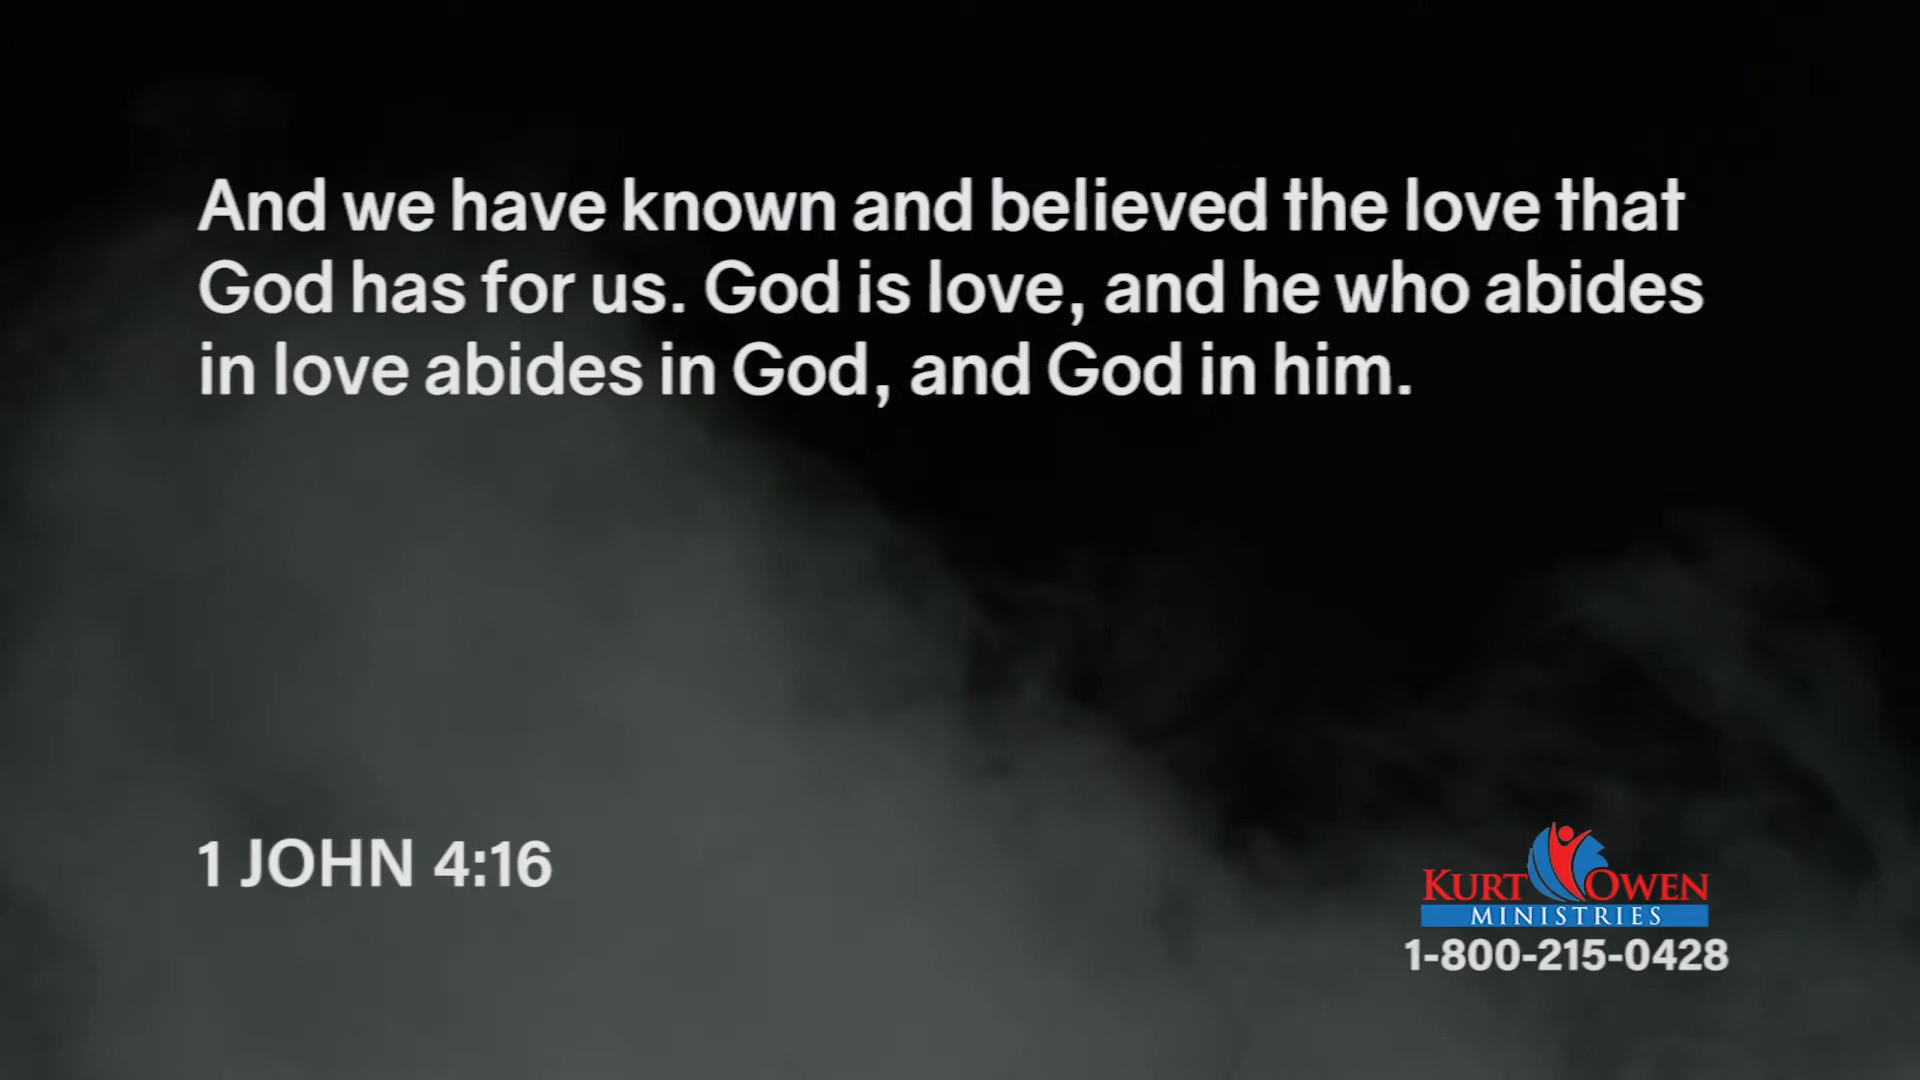 And we have known and believed the love that
God has for us. God is love, and he who abides
in love abides in God, and God in him.
1 JOHN 4:16
KURT OWEN
MINISTRIES
1-800-215-0428